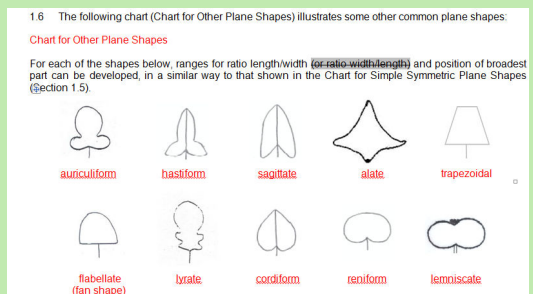 1.6 The following chart (Chart for Other Plane Shapes) illustrates some other common plane shapes:
Chart for Other Plane Shapes
For each of the shapes below, ranges for ratio length/width (or ratio width/length) and position of broadest
part can be developed, in a similar way to that shown in the Chart for Simple Symmetric Plane Shapes
(Section 1.5).
auriculiform hastiform sagittate alate trapezoidal
flabellate lyrate cordiform reniform lemniscate
(fan shape)